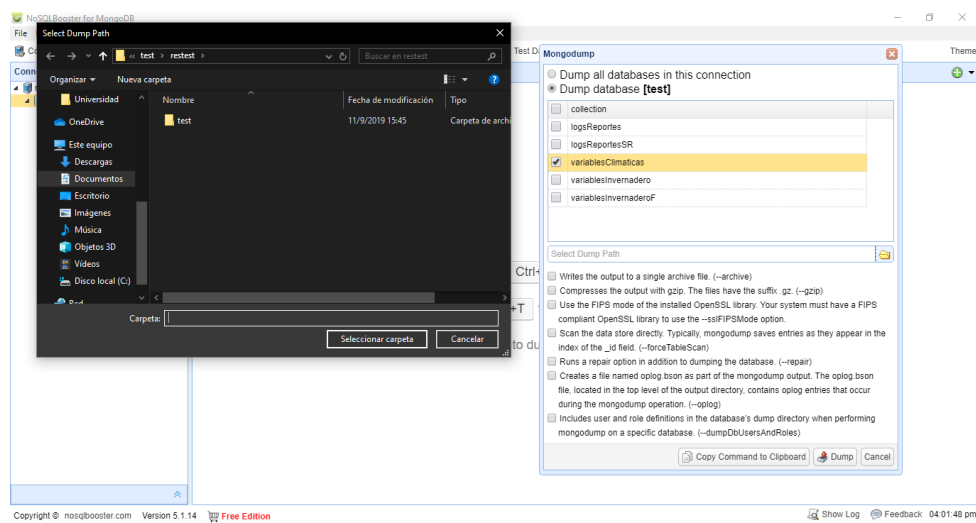 NoSQLBooster for MongoDB
File
Select Dump Path
« test › restest ›
Buscar en restest
Organizar
Nueva carpeta
Universidad
OneDrive
Este equipo
Descargas
Documentos
Escritorio
Imágenes
Música
Objetos 3D
Vídeos
Disco local (C:)
Red
Nombre
Fecha de modificación
Tipo
test
11/9/2019 15:45
Carpeta de archi
Carpeta:
Seleccionar carpeta
Cancelar
Test D
Theme
Conn
Ctrl+
+T
to du
Mongodump
Dump all databases in this connection
Dump database [test]
collection
logsReportes
logsReportesSR
variablesClimaticas
variablesInvernadero
variablesInvernaderoF
Select Dump Path
Writes the output to a single archive file. (--archive)
Compresses the output with gzip. The files have the suffix .gz. (--gzip)
Use the FIPS mode of the installed OpenSSL library. Your system must have a FIPS
compliant OpenSSL library to use the --sslFIPSMode option.
Scan the data store directly. Typically, mongodump saves entries as they appear in the
index of the _id field. (--forceTableScan)
Runs a repair option in addition to dumping the database. (--repair)
Creates a file named oplog.bson as part of the mongodump output. The oplog.bson
file, located in the top level of the output directory, contains oplog entries that occur
during the mongodump operation. (--oplog)
Includes user and role definitions in the database's dump directory when performing
mongodump on a specific database. (--dumpDbUsersAndRoles)
Copy Command to Clipboard
Dump
Cancel
Copyright © nosqlbooster.com Version 5.1.14 Free Edition
Show Log Feedback 04:01:48 pm